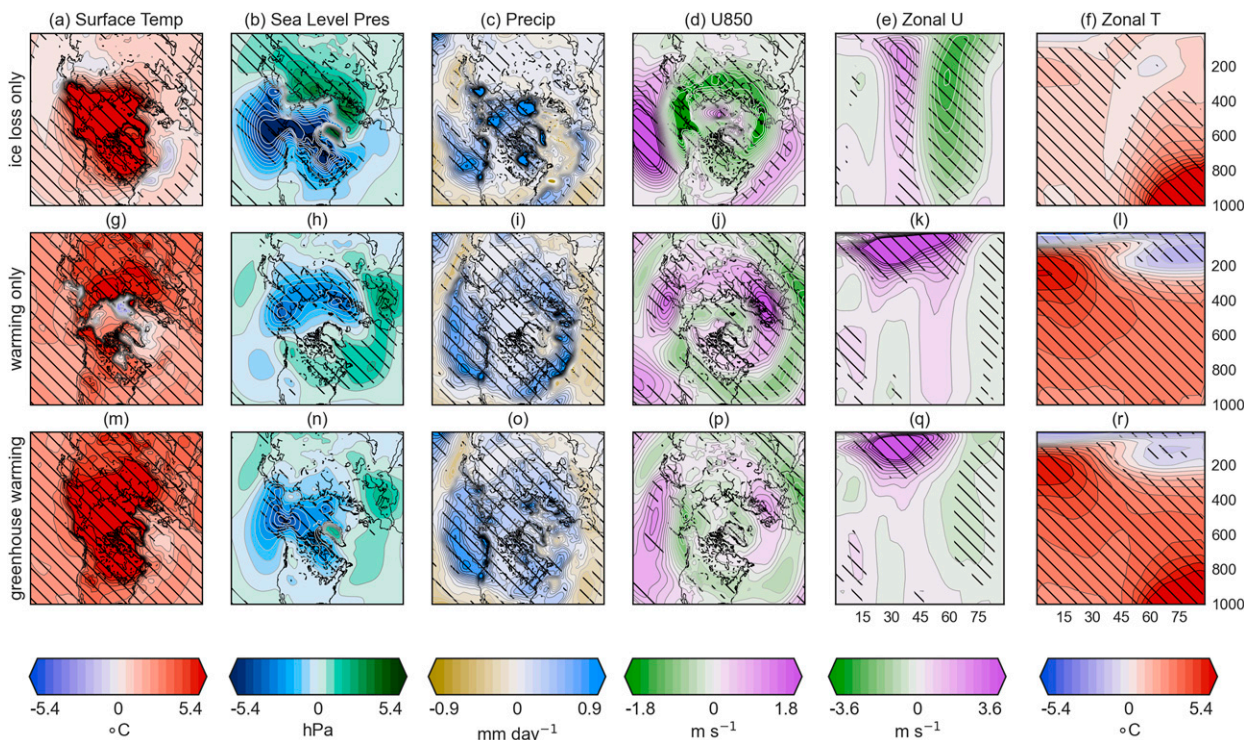 (a) Surface Temp (b) Sea Level Pres (c) Precip (d) U850 (e) Zonal U (f) Zonal T
ice loss only
200
400
600
800
1000
(g) (h) (i) (j) (k) (l)
warming only
200
400
600
800
1000
(m) (n) (o) (p) (q) (r)
greenhouse warming
200
400
600
800
1000
15 30 45 60 75 15 30 45 60 75
-5.4 0 5.4 -5.4 0 5.4 -0.9 0 0.9 -1.8 0 1.8 -3.6 0 3.6 -5.4 0 5.4
∘C hPa mm day⁻¹ m s⁻¹ m s⁻¹ ∘C